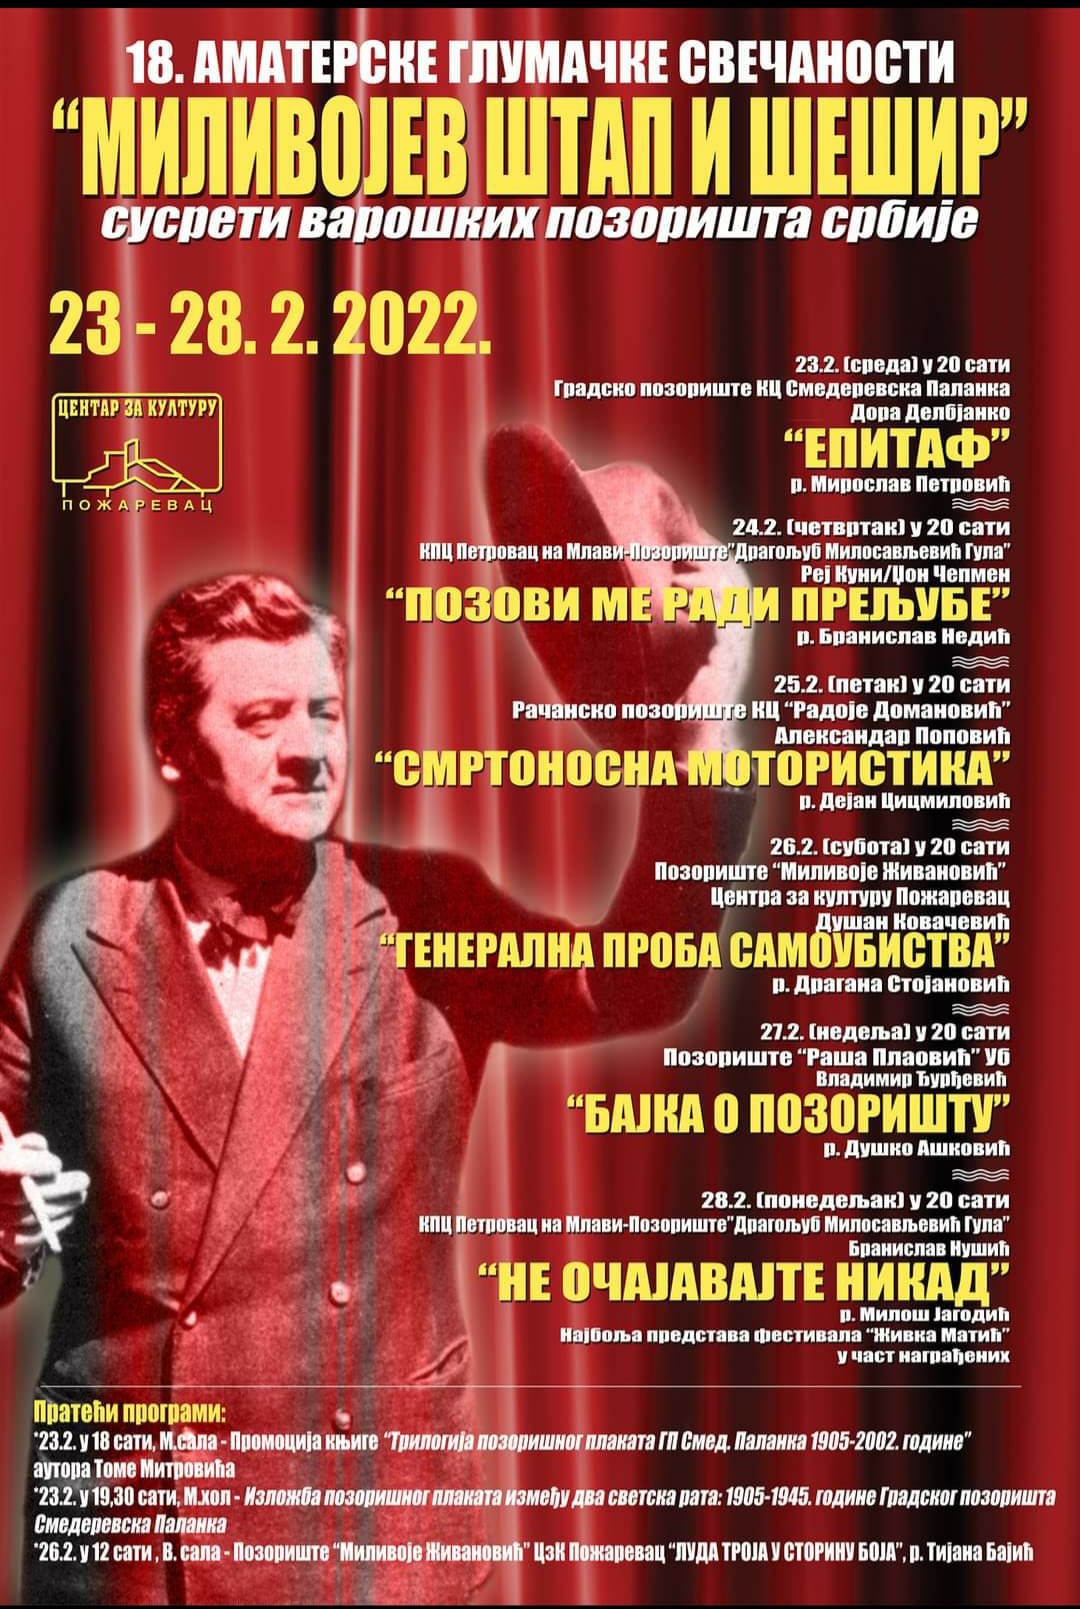 18. АМАТЕРСКЕ ГЛУМАЧКЕ СВЕЧАНОСТИ
“МИЛИВОЈЕВ ШТАП И ШЕШИР”
сусрети варошких позоришта србије
23 - 28. 2. 2022.
ЦЕНТАР ЗА КУЛТУРУ
ПОЖАРЕВАЦ
23.2. (среда) у 20 сати
Градско позориште КЦ Смедеревска Паланка
Дора Делбјанко
“ЕПИТАФ”
р. Мирослав Петровић
24.2. (четвртак) у 20 сати
КПЦ Петровац на Млави-Позориште”Драгољуб Милосављевић Гула”
Реј Куни/Џон Чепмен
“ПОЗОВИ МЕ РАДИ ПРЕЉУБЕ”
р. Бранислав Недић
25.2. (петак) у 20 сати
Рачанско позориште КЦ “Радоје Домановић”
Александар Поповић
“СМРТОНОСНА МОТОРИСТИКА”
р. Дејан Цицмиловић
26.2. (субота) у 20 сати
Позориште “Миливоје Живановић”
Центра за културу Пожаревац
Душан Ковачевић
“ГЕНЕРАЛНА ПРОБА САМОУБИСТВА”
р. Драгана Стојановић
27.2. (недеља) у 20 сати
Позориште “Раша Плаовић” Уб
Владимир Ђурђевић
“БАЈКА О ПОЗОРИШТУ”
р. Душко Ашковић
28.2. (понедељак) у 20 сати
КПЦ Петровац на Млави-Позориште”Драгољуб Милосављевић Гула”
Бранислав Нушић
“НЕ ОЧАЈАВАЈТЕ НИКАД”
р. Милош Јагодић
Најбоља представа фестивала “Живка Матић”
у част награђених
Пратећи програми:
*23.2. у 18 сати, М.сала - Промоција књиге “Трилогија позоришног плаката ГП Смед. Паланка 1905-2002. године”
аутора Томе Митровића
*23.2. у 19,30 сати, М.хол - Изложба позоришног плаката између два светска рата: 1905-1945. године Градског позоришта
Смедеревска Паланка
*26.2. у 12 сати , В. сала - Позориште “Миливоје Живановић” ЦзК Пожаревац “ЛУДА ТРОЈА У СТОРИНУ БОЈА”, р. Тијана Бајић